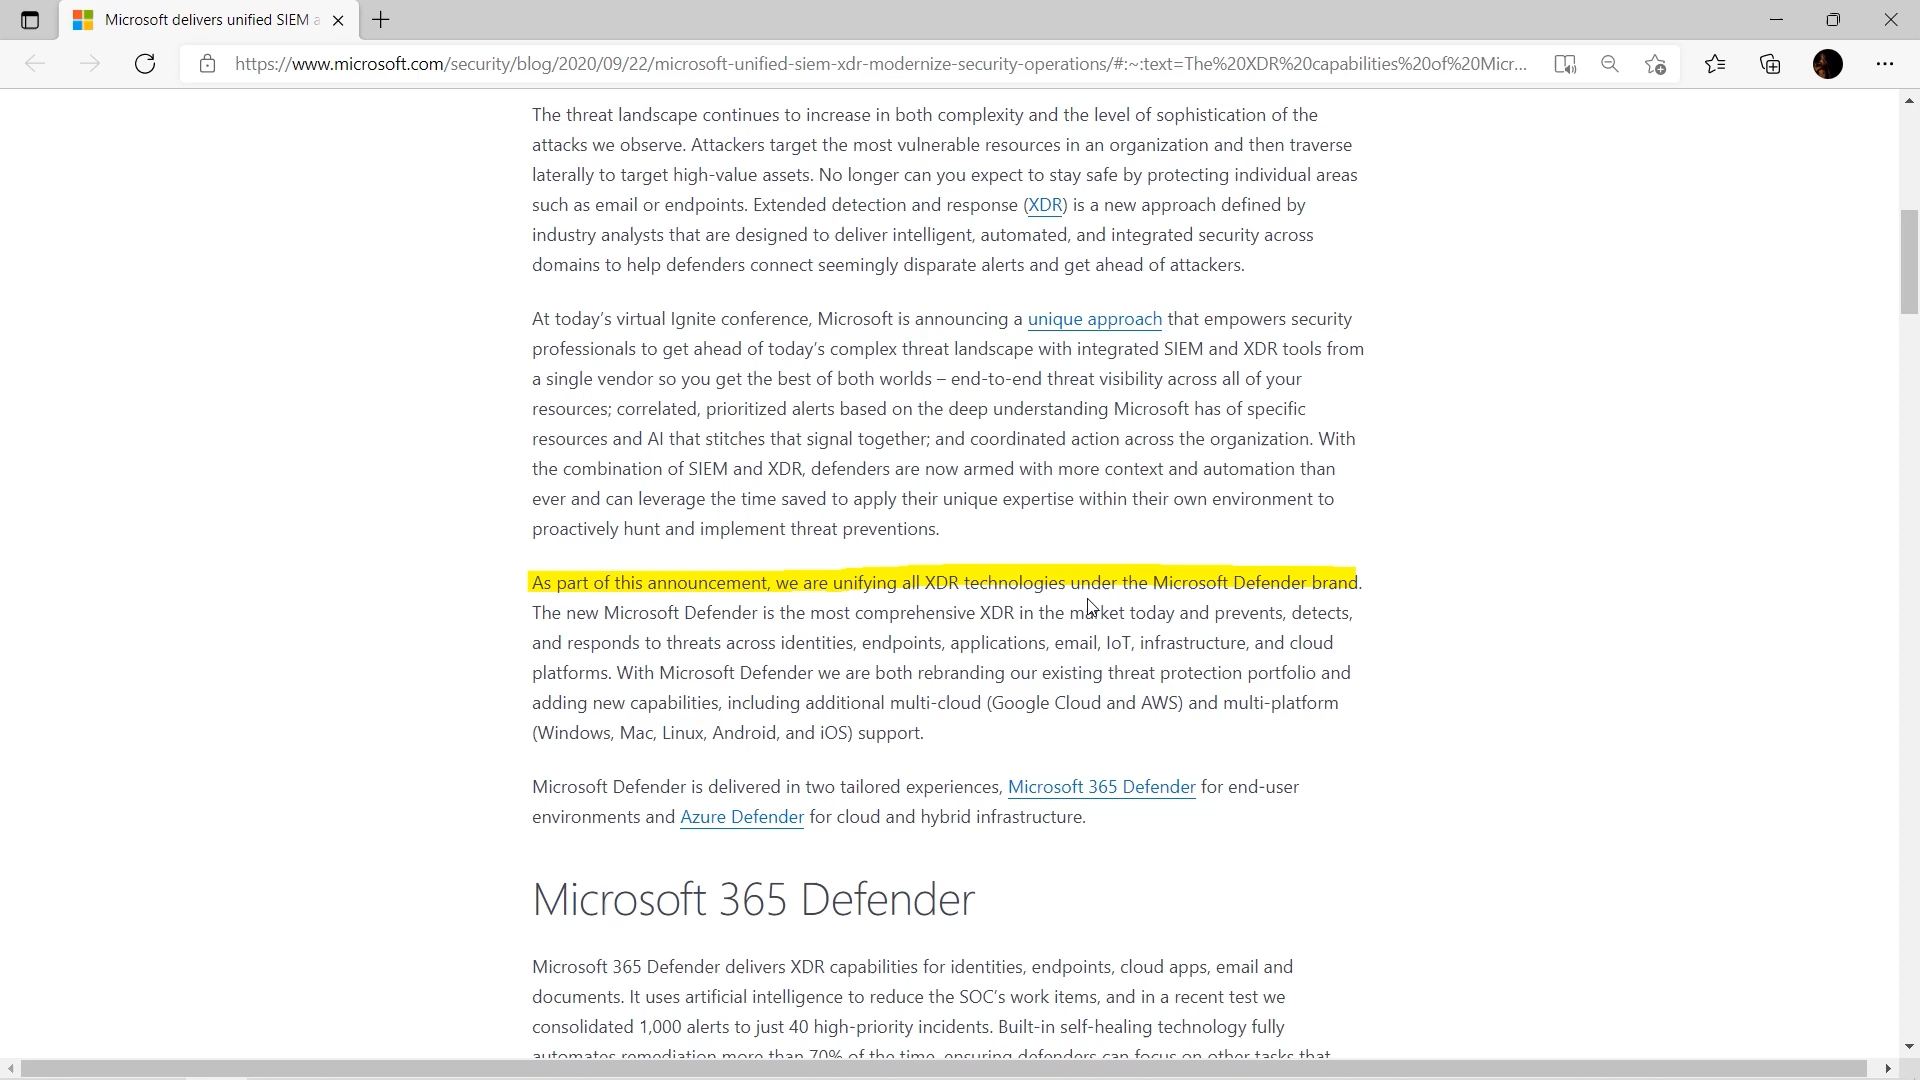 Microsoft delivers unified SIEM a
https://www.microsoft.com/security/blog/2020/09/22/microsoft-unified-siem-xdr-modernize-security-operations/#:~:text=The%20XDR%20capabilities%20of%20Micr...
The threat landscape continues to increase in both complexity and the level of sophistication of the
attacks we observe. Attackers target the most vulnerable resources in an organization and then traverse
laterally to target high-value assets. No longer can you expect to stay safe by protecting individual areas
such as email or endpoints. Extended detection and response (XDR) is a new approach defined by
industry analysts that are designed to deliver intelligent, automated, and integrated security across
domains to help defenders connect seemingly disparate alerts and get ahead of attackers.
At today's virtual Ignite conference, Microsoft is announcing a unique approach that empowers security
professionals to get ahead of today's complex threat landscape with integrated SIEM and XDR tools from
a single vendor so you get the best of both worlds – end-to-end threat visibility across all of your
resources; correlated, prioritized alerts based on the deep understanding Microsoft has of specific
resources and AI that stitches that signal together; and coordinated action across the organization. With
the combination of SIEM and XDR, defenders are now armed with more context and automation than
ever and can leverage the time saved to apply their unique expertise within their own environment to
proactively hunt and implement threat preventions.
As part of this announcement, we are unifying all XDR technologies under the Microsoft Defender brand.
The new Microsoft Defender is the most comprehensive XDR in the market today and prevents, detects,
and responds to threats across identities, endpoints, applications, email, IoT, infrastructure, and cloud
platforms. With Microsoft Defender we are both rebranding our existing threat protection portfolio and
adding new capabilities, including additional multi-cloud (Google Cloud and AWS) and multi-platform
(Windows, Mac, Linux, Android, and iOS) support.
Microsoft Defender is delivered in two tailored experiences, Microsoft 365 Defender for end-user
environments and Azure Defender for cloud and hybrid infrastructure.
Microsoft 365 Defender
Microsoft 365 Defender delivers XDR capabilities for identities, endpoints, cloud apps, email and
documents. It uses artificial intelligence to reduce the SOC's work items, and in a recent test we
consolidated 1,000 alerts to just 40 high-priority incidents. Built-in self-healing technology fully
automates remediation more than 70% of the time, ensuring defenders can focus on other tasks that